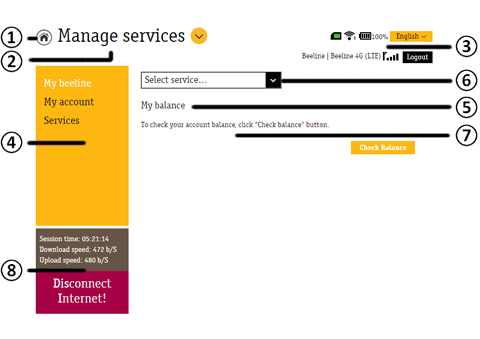 1 Manage services
2
100% English
3
Beeline | Beeline 4G (LTE) Logout
My beeline
My account
Services
4
Select service...
6
My balance
5
To check your account balance, click "Check balance" button.
7
Check Balance
Session time: 05:21:14
Download speed: 472 b/S
Upload speed: 480 b/S
8
Disconnect
Internet!